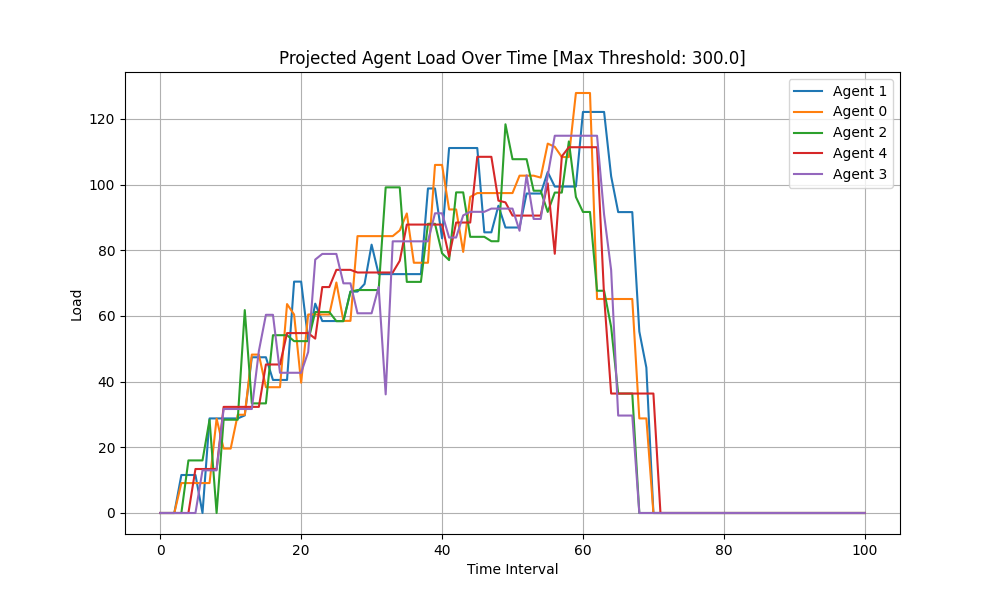 Projected Agent Load Over Time [Max Threshold: 300.0]
Agent 1
Agent 0
Agent 2
Agent 4
Agent 3
Load
120
100
80
60
40
20
0
0 20 40 60 80 100
Time Interval